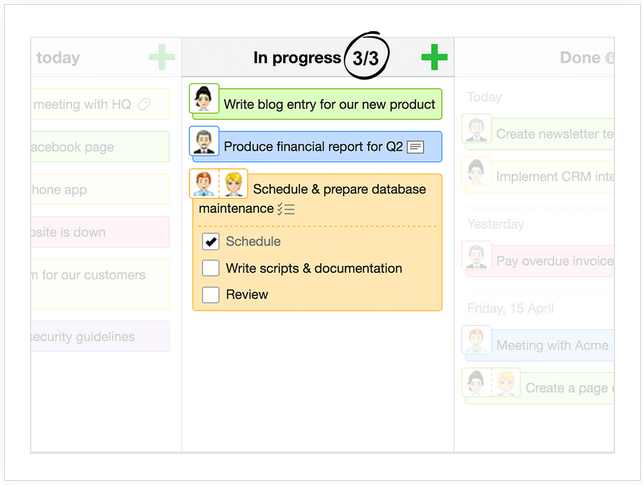 today
meeting with HQ
acebook page
hone app
site is down
for our customers
security guidelines
In progress 3/3
Write blog entry for our new product
Produce financial report for Q2
Schedule & prepare database
maintenance
Schedule
Write scripts & documentation
Review
Done
Today
Create newsletter te
Implement CRM inte
Yesterday
Pay overdue invoice
Friday, 15 April
Meeting with Acme
Create a page